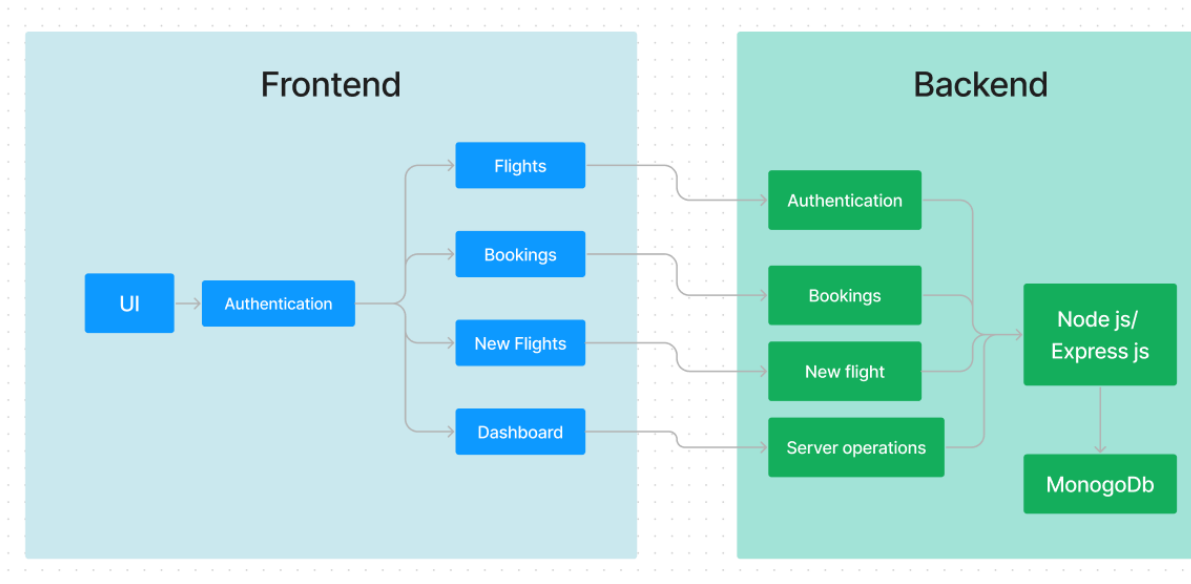 Frontend
Backend
UI
Authentication
Flights
Bookings
New Flights
Dashboard
Authentication
Bookings
New flight
Server operations
Node js/
Express js
MonogoDb